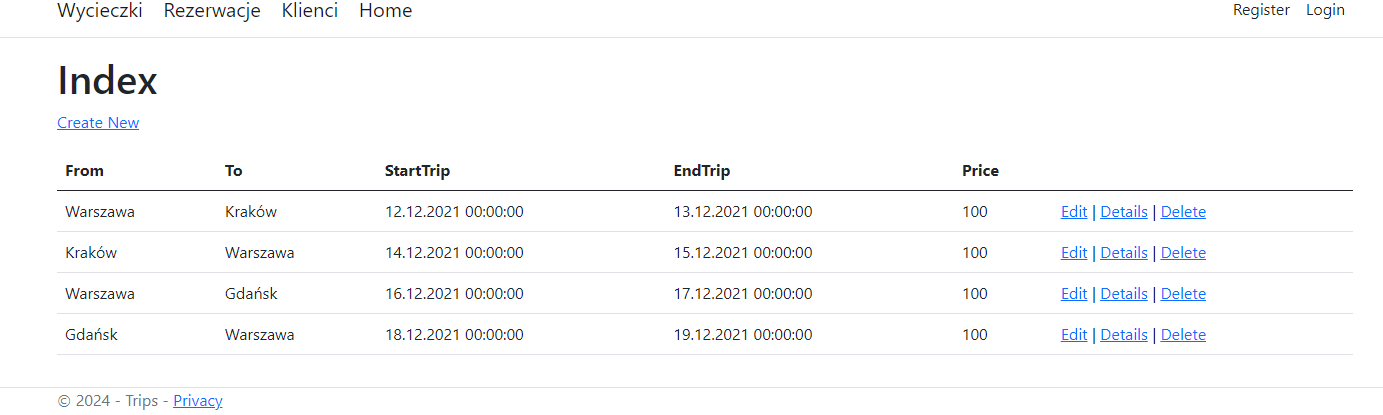 Wycieczki Rezerwacje Klienci Home Register Login
Index
Create New
From To StartTrip EndTrip Price
Warszawa Kraków 12.12.2021 00:00:00 13.12.2021 00:00:00 100 Edit | Details | Delete
Kraków Warszawa 14.12.2021 00:00:00 15.12.2021 00:00:00 100 Edit | Details | Delete
Warszawa Gdańsk 16.12.2021 00:00:00 17.12.2021 00:00:00 100 Edit | Details | Delete
Gdańsk Warszawa 18.12.2021 00:00:00 19.12.2021 00:00:00 100 Edit | Details | Delete
© 2024 - Trips - Privacy